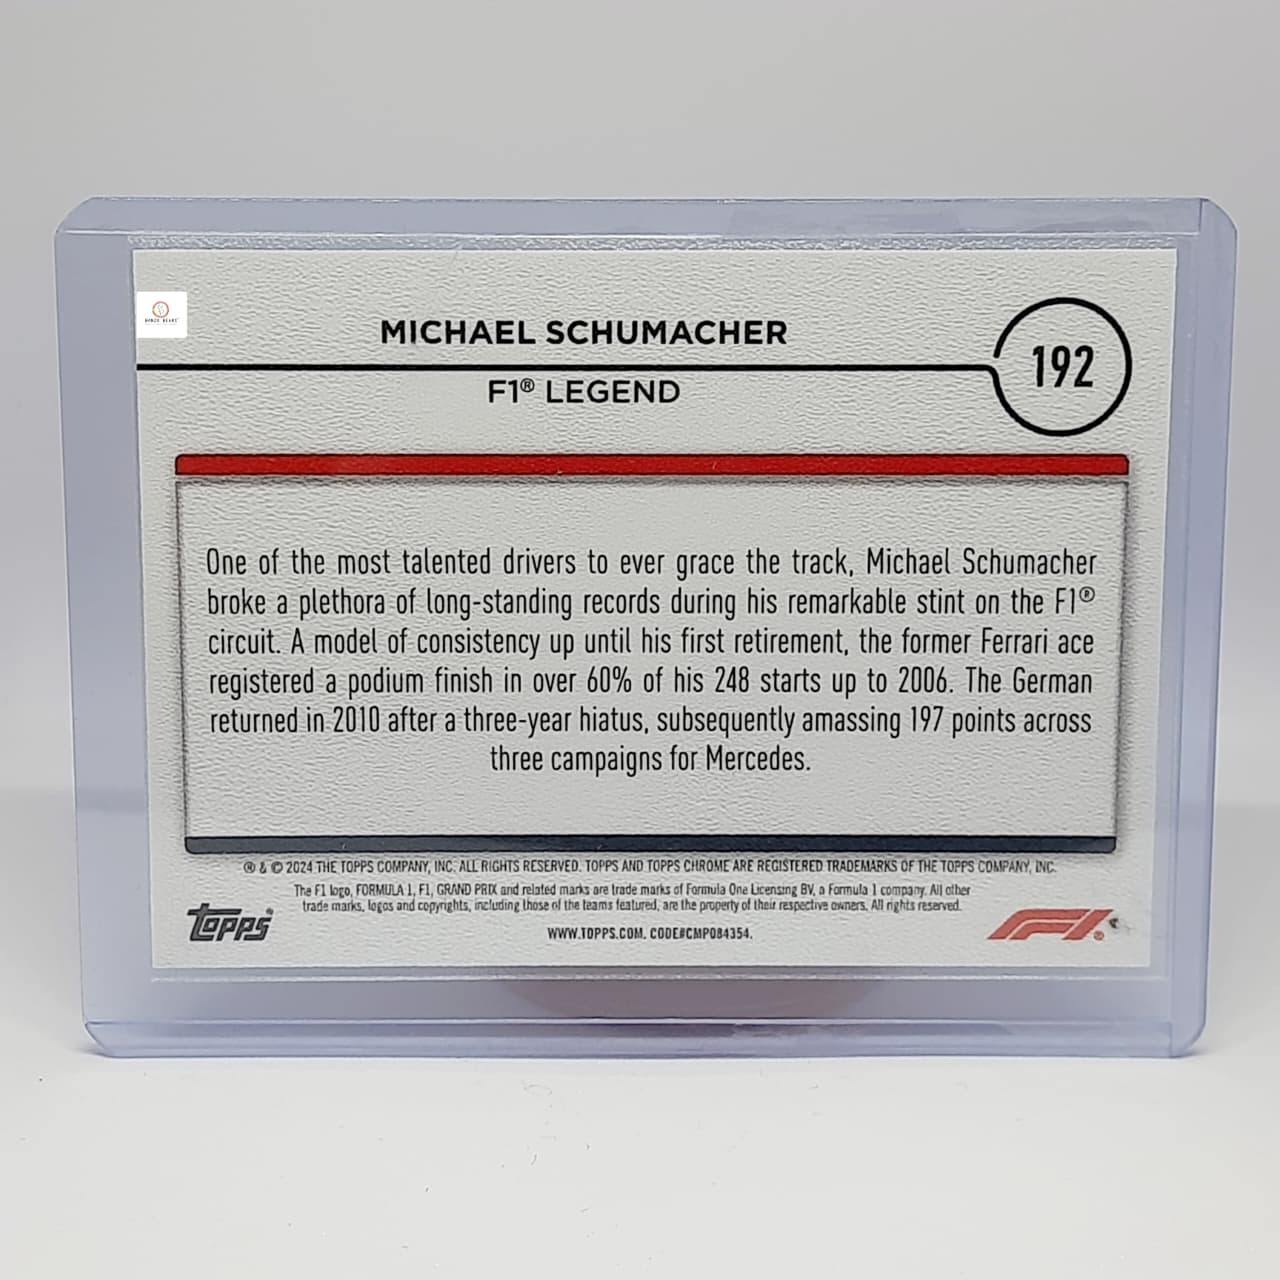 MICHAEL SCHUMACHER
192
F1® LEGEND
One of the most talented drivers to ever grace the track, Michael Schumacher
broke a plethora of long-standing records during his remarkable stint on the F1®
circuit. A model of consistency up until his first retirement, the former Ferrari ace
registered a podium finish in over 60% of his 248 starts up to 2006. The German
returned in 2010 after a three-year hiatus, subsequently amassing 197 points across
three campaigns for Mercedes.
® & © 2024 THE TOPPS COMPANY, INC. ALL RIGHTS RESERVED. TOPPS AND TOPPS CHROME ARE REGISTERED TRADEMARKS OF THE TOPPS COMPANY, INC.
The F1 logo, FORMULA 1, F1, GRAND PRIX and related marks are trade marks of Formula One Licensing BV, a Formula 1 company. All other
trade marks, logos and copyrights, including those of the teams featured, are the property of their respective owners. All rights reserved.
TOPPS®
WWW.TOPPS.COM. CODE#CMP084354.
F1®